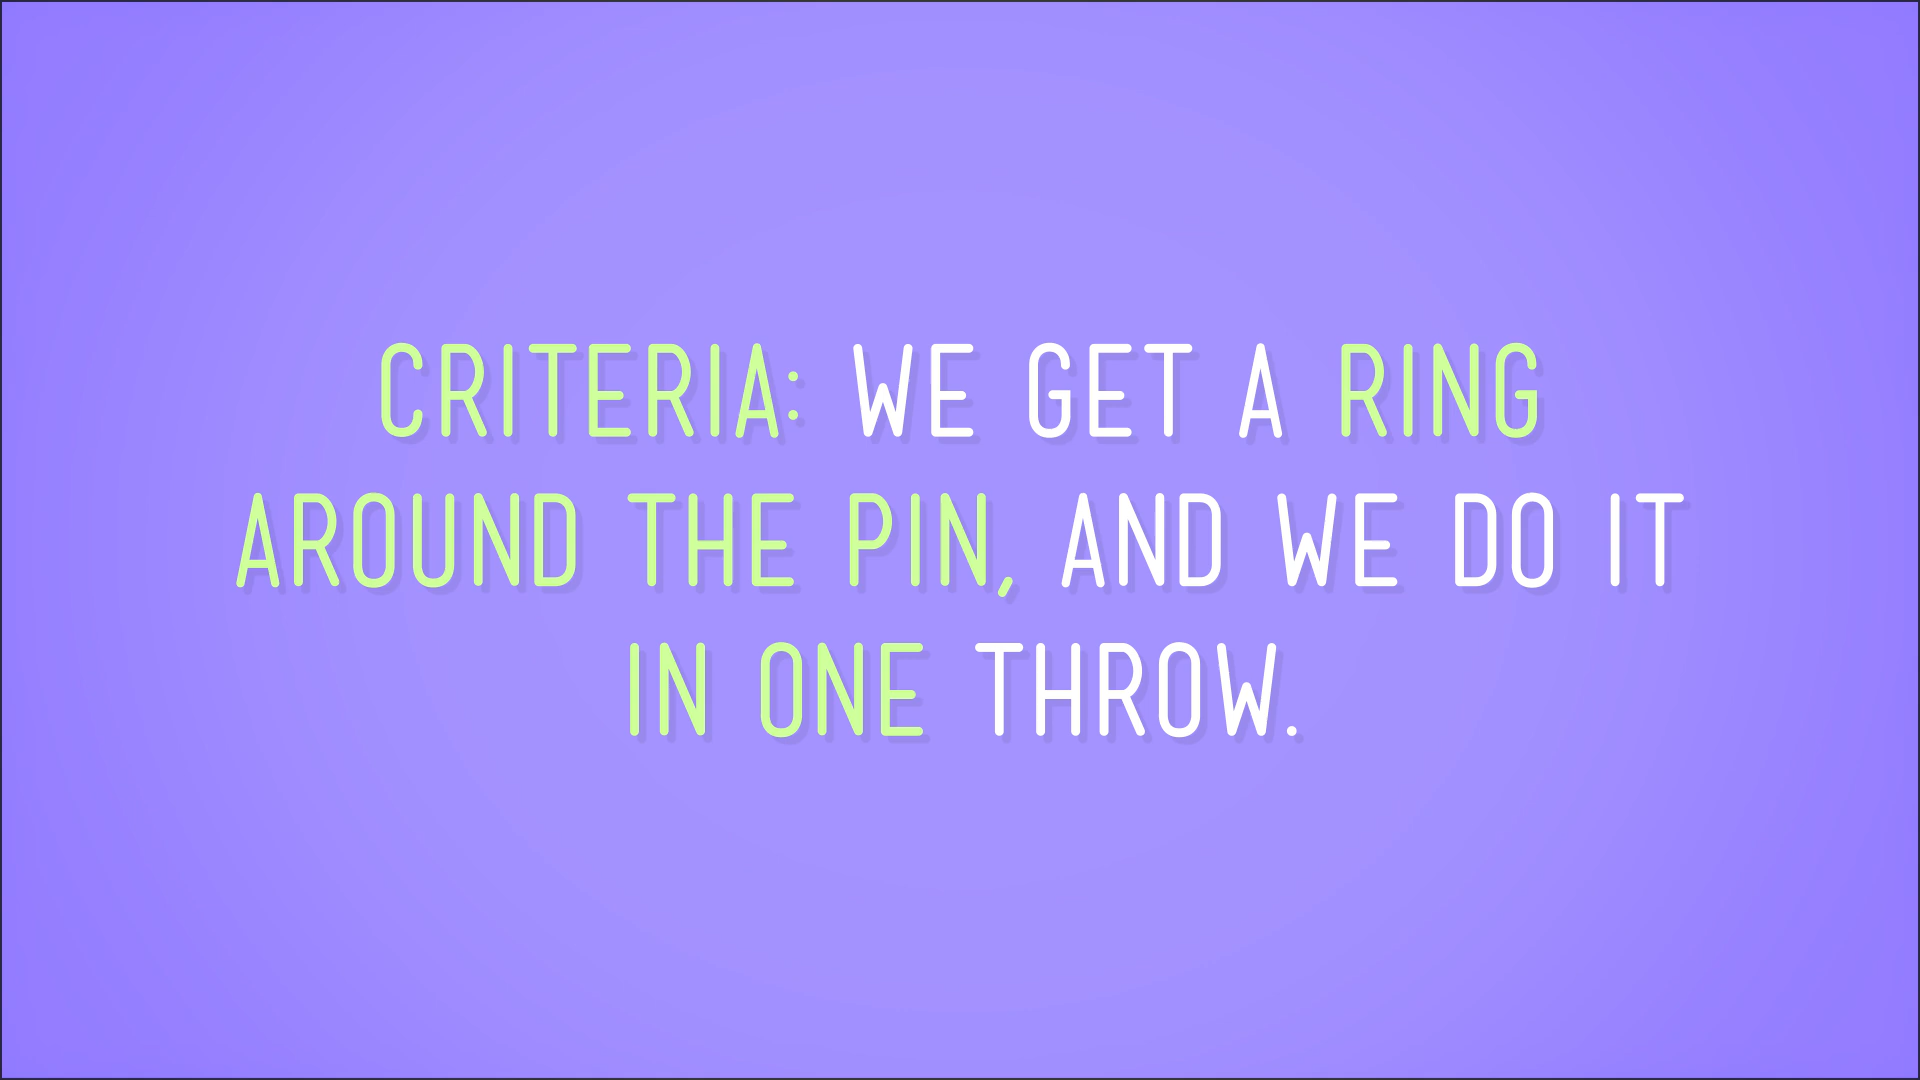 CRITERIA: WE GET A RING
AROUND THE PIN, AND WE DO IT
IN ONE THROW.